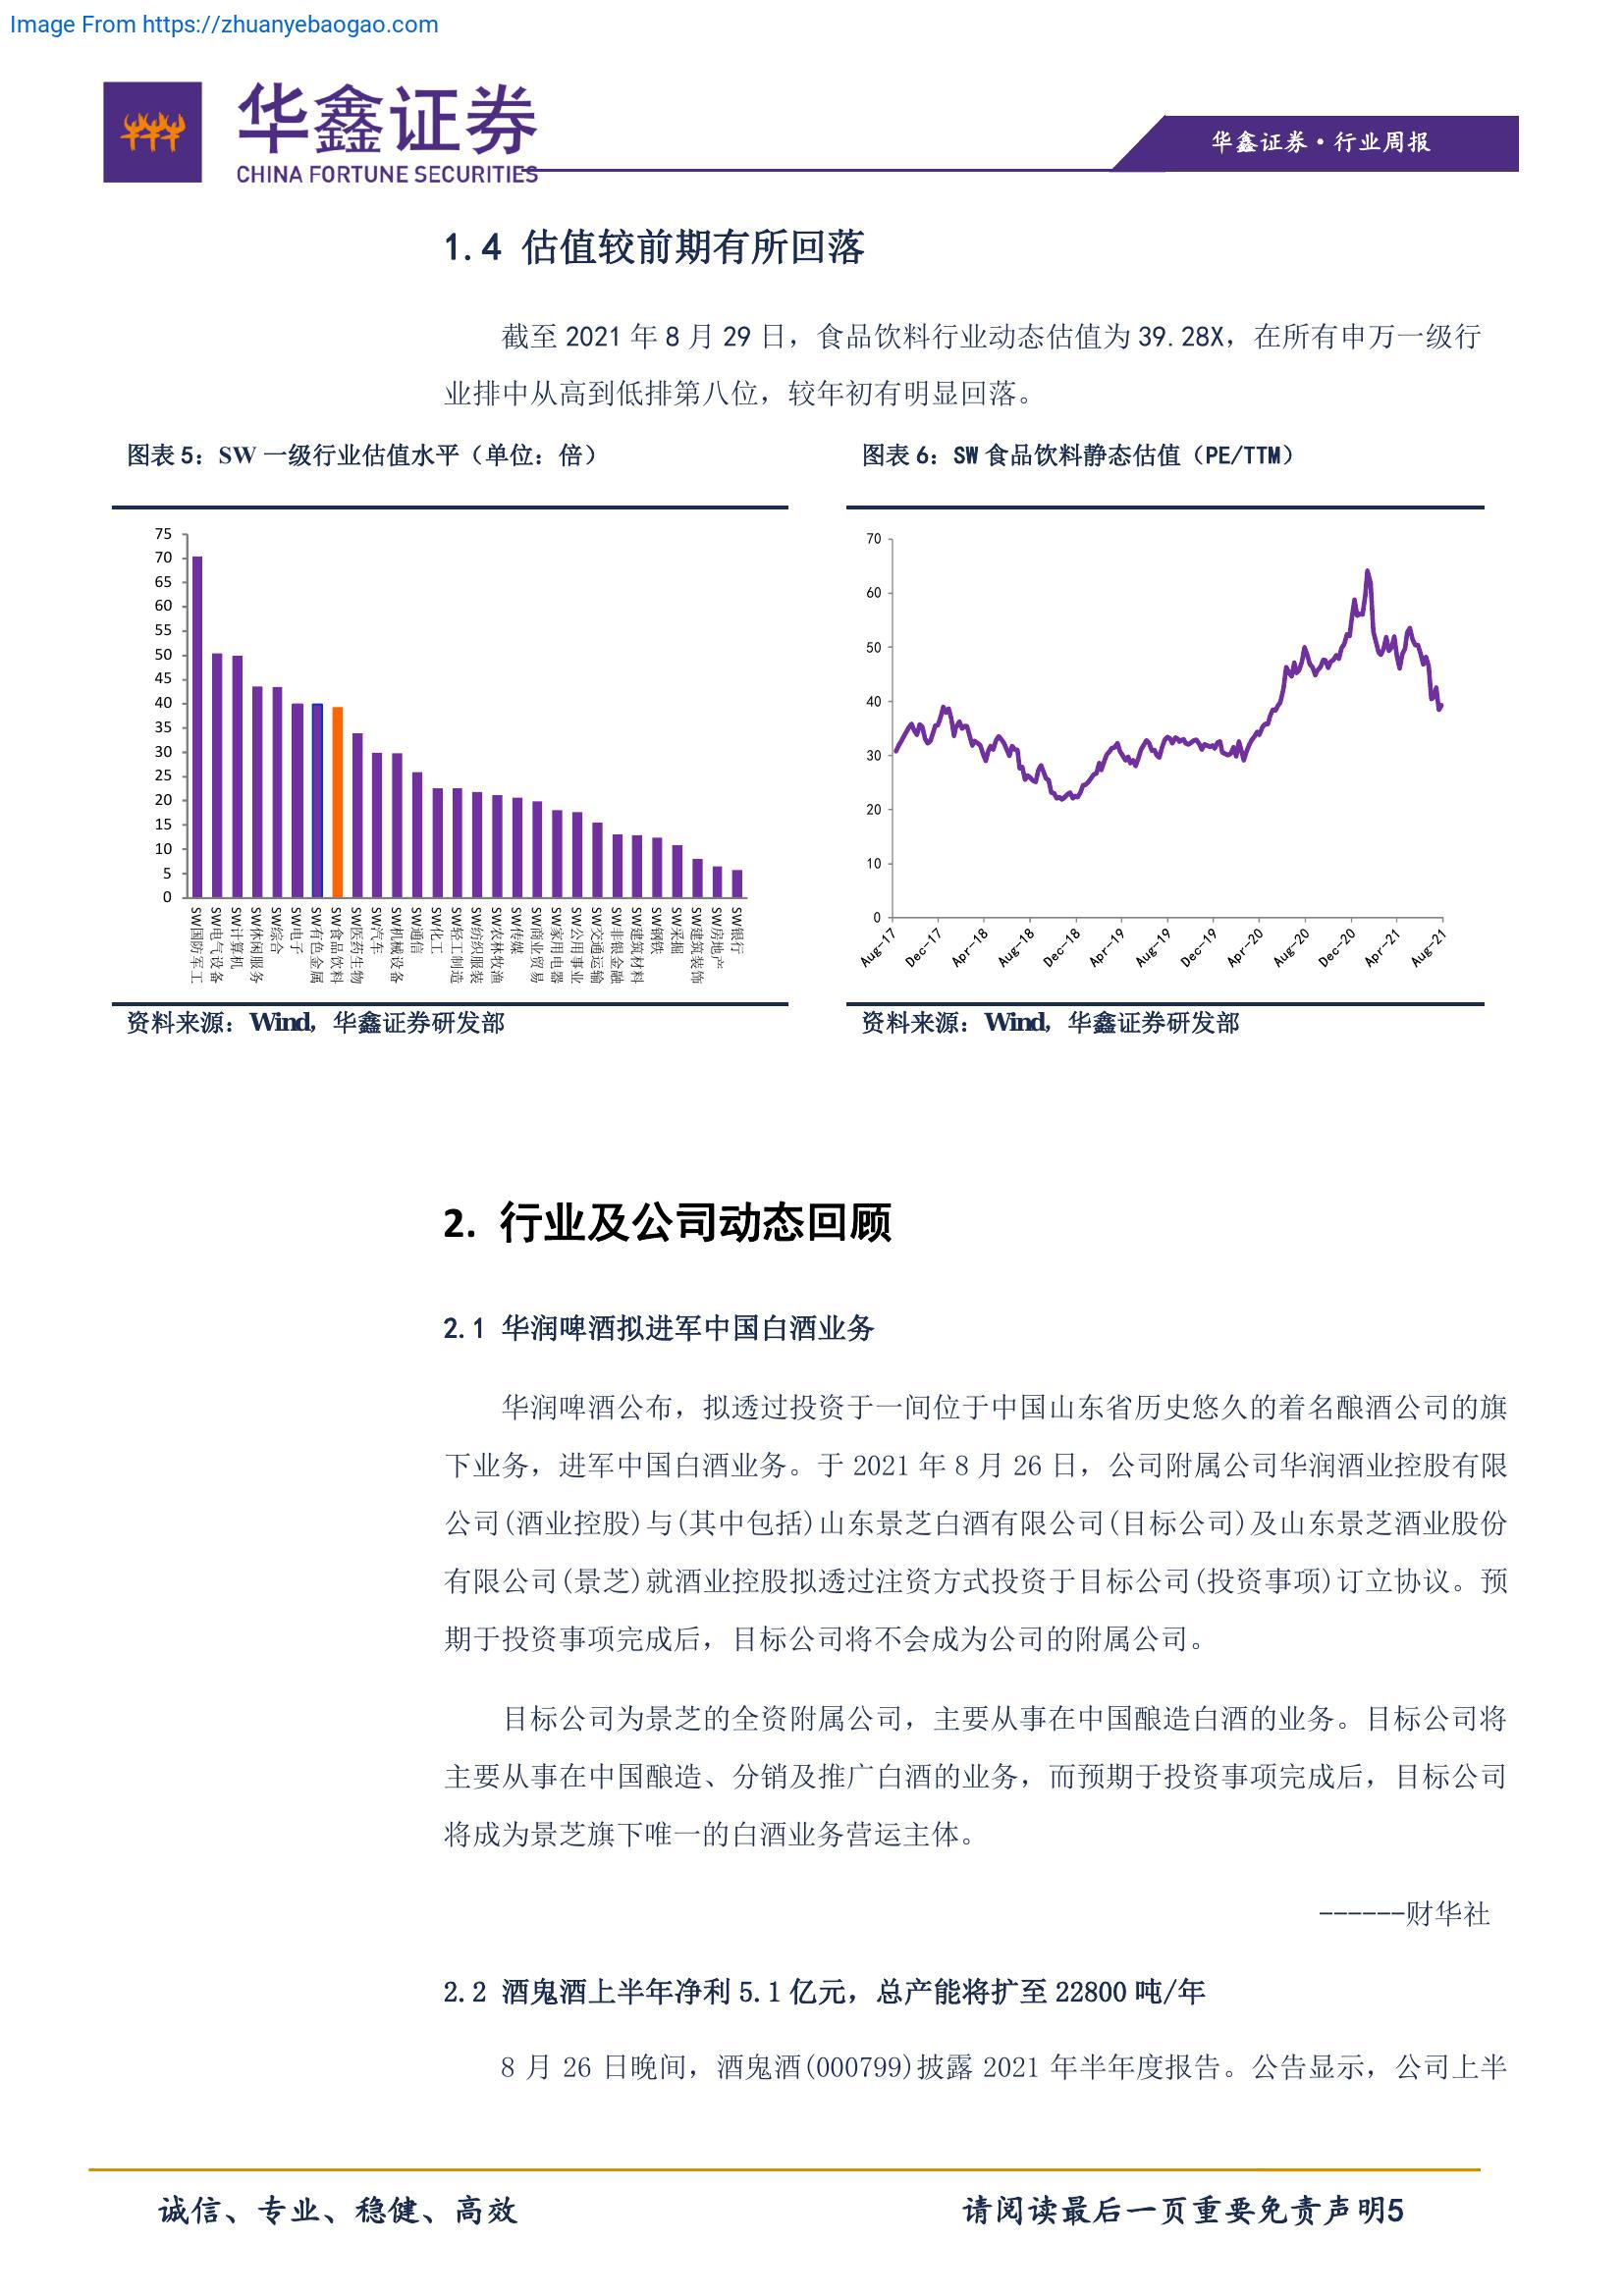 Image From https://zhuanyebaogao.com
华鑫证券
CHINA FORTUNE SECURITIES
华鑫证券·行业周报
1.4 估值较前期有所回落
截至 2021 年 8 月 29 日，食品饮料行业动态估值为 39.28X，在所有申万一级行
业排中从高到低排第八位，较年初有明显回落。
图表 5：SW 一级行业估值水平（单位：倍）
75
70
65
60
55
50
45
40
35
30
25
20
15
10
5
0
SW国防军工
SW电气设备
SW计算机
SW休闲服务
SW综合
SW电子
SW有色金属
SW食品饮料
SW医药生物
SW汽车
SW机械设备
SW通信
SW化工
SW轻工制造
SW纺织服装
SW农林牧渔
SW传媒
SW商业贸易
SW家用电器
SW公用事业
SW交通运输
SW非银金融
SW建筑材料
SW钢铁
SW采掘
SW建筑装饰
SW房地产
SW银行
资料来源：Wind，华鑫证券研发部
图表 6：SW 食品饮料静态估值（PE/TTM）
70
60
50
40
30
20
10
0
Aug-17
Dec-17
Apr-18
Aug-18
Dec-18
Apr-19
Aug-19
Dec-19
Apr-20
Aug-20
Dec-20
Apr-21
Aug-21
资料来源：Wind，华鑫证券研发部
2. 行业及公司动态回顾
2.1 华润啤酒拟进军中国白酒业务
华润啤酒公布，拟透过投资于一间位于中国山东省历史悠久的着名酿酒公司的旗
下业务，进军中国白酒业务。于 2021 年 8 月 26 日，公司附属公司华润酒业控股有限
公司(酒业控股)与(其中包括)山东景芝白酒有限公司(目标公司)及山东景芝酒业股份
有限公司(景芝)就酒业控股拟透过注资方式投资于目标公司(投资事项)订立协议。预
期于投资事项完成后，目标公司将不会成为公司的附属公司。
目标公司为景芝的全资附属公司，主要从事在中国酿造白酒的业务。目标公司将
主要从事在中国酿造、分销及推广白酒的业务，而预期于投资事项完成后，目标公司
将成为景芝旗下唯一的白酒业务营运主体。
------财华社
2.2 酒鬼酒上半年净利 5.1 亿元，总产能将扩至 22800 吨/年
8 月 26 日晚间，酒鬼酒(000799)披露 2021 年半年度报告。公告显示，公司上半
诚信、专业、稳健、高效
请阅读最后一页重要免责声明5